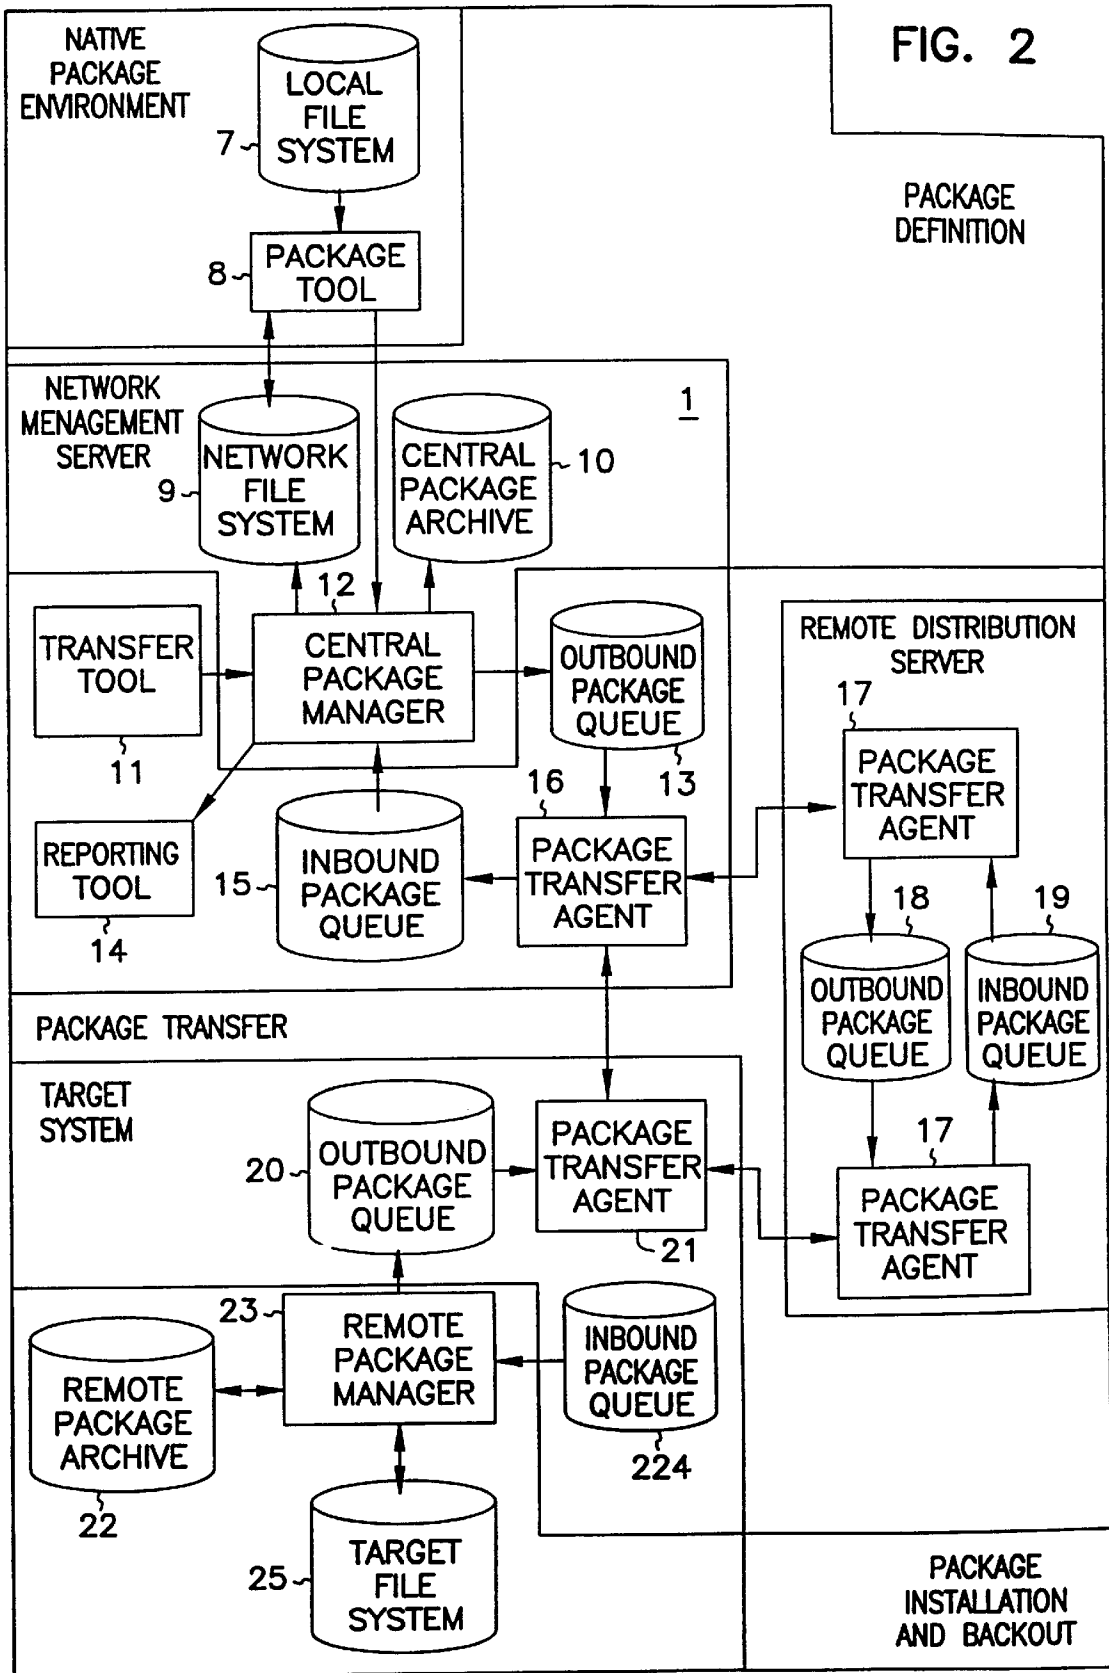 FIG. 2
NATIVE
PACKAGE
ENVIRONMENT
LOCAL
FILE
SYSTEM
7
PACKAGE
TOOL
8
PACKAGE
DEFINITION
NETWORK
MENAGEMENT
SERVER
1
NETWORK
FILE
SYSTEM
9
CENTRAL
PACKAGE
ARCHIVE
10
12
TRANSFER
TOOL
11
CENTRAL
PACKAGE
MANAGER
OUTBOUND
PACKAGE
QUEUE
13
REMOTE DISTRIBUTION
SERVER
17
PACKAGE
TRANSFER
AGENT
REPORTING
TOOL
14
INBOUND
PACKAGE
QUEUE
15
16
PACKAGE
TRANSFER
AGENT
18
19
OUTBOUND
PACKAGE
QUEUE
INBOUND
PACKAGE
QUEUE
PACKAGE TRANSFER
TARGET
SYSTEM
OUTBOUND
PACKAGE
QUEUE
20
PACKAGE
TRANSFER
AGENT
21
17
PACKAGE
TRANSFER
AGENT
23
REMOTE
PACKAGE
MANAGER
INBOUND
PACKAGE
QUEUE
224
REMOTE
PACKAGE
ARCHIVE
22
TARGET
FILE
SYSTEM
25
PACKAGE
INSTALLATION
AND BACKOUT